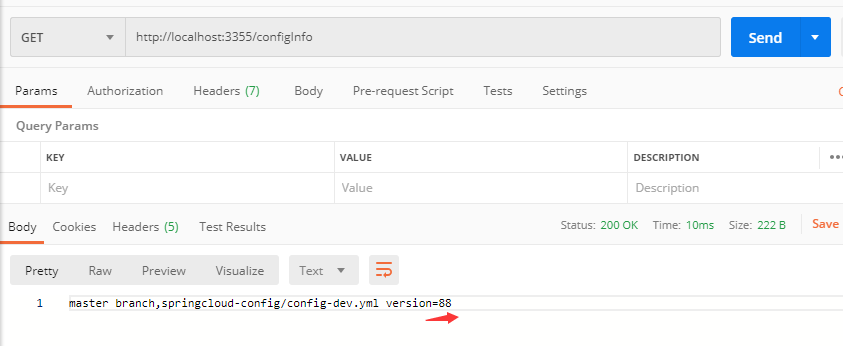 GET http://localhost:3355/configInfo Send
Params Authorization Headers (7) Body Pre-request Script Tests Settings
Query Params
KEY VALUE DESCRIPTION
Key Value Description
Body Cookies Headers (5) Test Results Status: 200 OK Time: 10ms Size: 222 B Save
Pretty Raw Preview Visualize Text
1 master branch,springcloud-config/config-dev.yml version=88